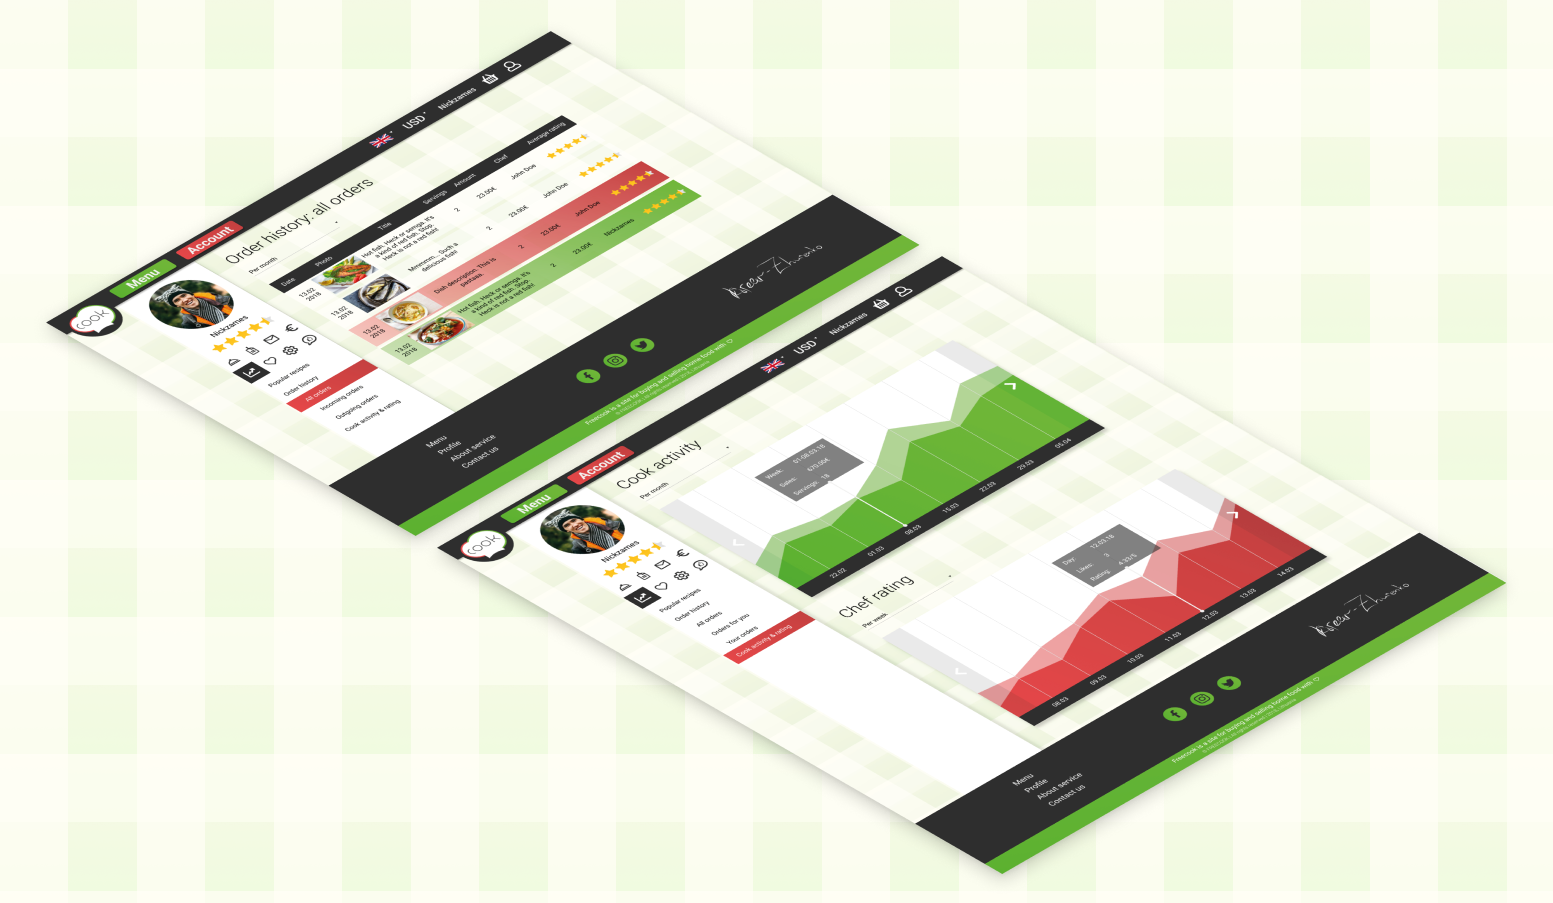 cook
Menu
Account
USD
Nickzames
Nickzames
Popular recipes
Order history
All orders
Incoming orders
Outgoing orders
Cook activity & rating
Order history: all orders
Per month
Date Photo Title Servings Amount Chef Average rating
13.02
2018
Hot fish. Heck or semga. It's
a kind of red fish. Stop.
Heck is not a red fish!
2 23.00€ John Doe
13.02
2018
Mmmmm... Such a
delicious fish!
2 23.00€ John Doe
13.02
2018
Dish description. This is
2 23.00€ John Doe
13.02
2018
Hot fish. Heck or semga. It's
a kind of red fish. Stop.
Heck is not a red fish!
2 23.00€ Nickzames
Menu
Profile
About service
Contact us
Freecook is a site for buying and selling home food with
cook
Menu
Account
USD
Nickzames
Nickzames
Popular recipes
Order history
All orders
Orders for you
Your orders
Cook activity & rating
Cook activity
Per month
Week: 01-08.03.18
Sales: 670.00€
Servings: 18
22.02 01.03 08.03 15.03 22.03 29.03 05.04
Chef rating
Per week
Day: 12.03.18
Likes: 3
Rating: 4.33/5
08.03 09.03 10.03 11.03 12.03 13.03 14.03
Menu
Profile
About service
Contact us
Freecook is a site for buying and selling home food with